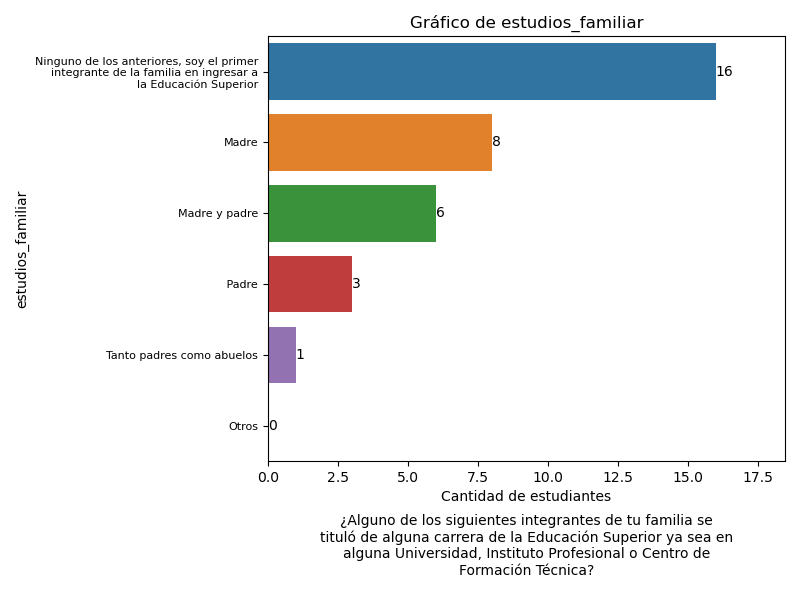 Gráfico de estudios_familiar
Ninguno de los anteriores, soy el primer
integrante de la familia en ingresar a
la Educación Superior
16
Madre
8
Madre y padre
6
estudios_familiar
Padre
3
Tanto padres como abuelos
1
Otros
0
0.0 2.5 5.0 7.5 10.0 12.5 15.0 17.5
Cantidad de estudiantes
¿Alguno de los siguientes integrantes de tu familia se
tituló de alguna carrera de la Educación Superior ya sea en
alguna Universidad, Instituto Profesional o Centro de
Formación Técnica?